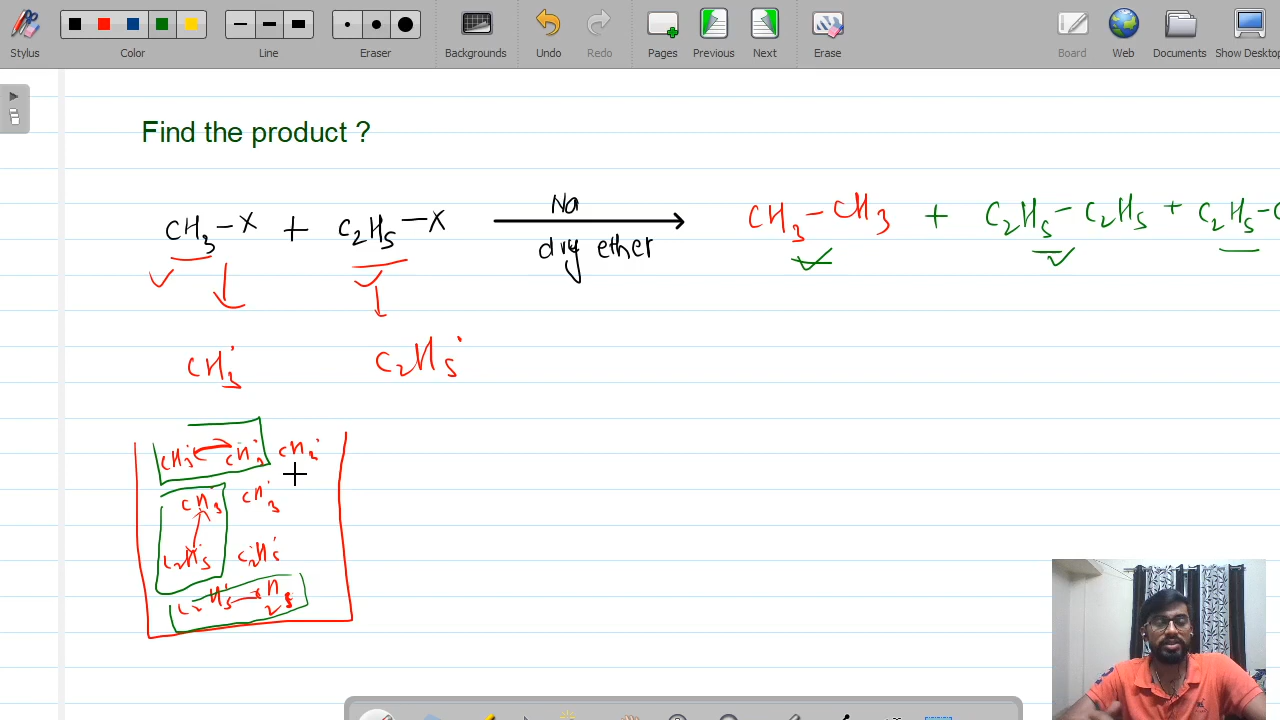 Stylus Color Line Eraser Backgrounds Undo Redo Pages Previous Next Erase Board Web Documents Show Desktop
Find the product ?
CH3–X + C2H5–X Na dry ether CH3–CH3 + C2H5–C2H5 + C2H5–C
CH3• C2H5•
CH3• CH3• CH3•
CH3 CH3•
C2H5 C2H5•
C2H5•